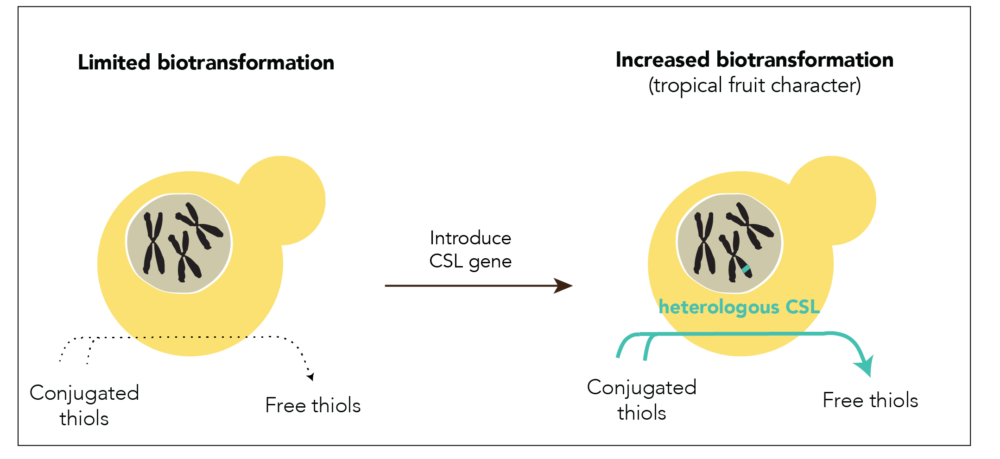 Limited biotransformation
Increased biotransformation
(tropical fruit character)
Introduce
CSL gene
heterologous CSL
Conjugated
thiols
Free thiols
Conjugated
thiols
Free thiols